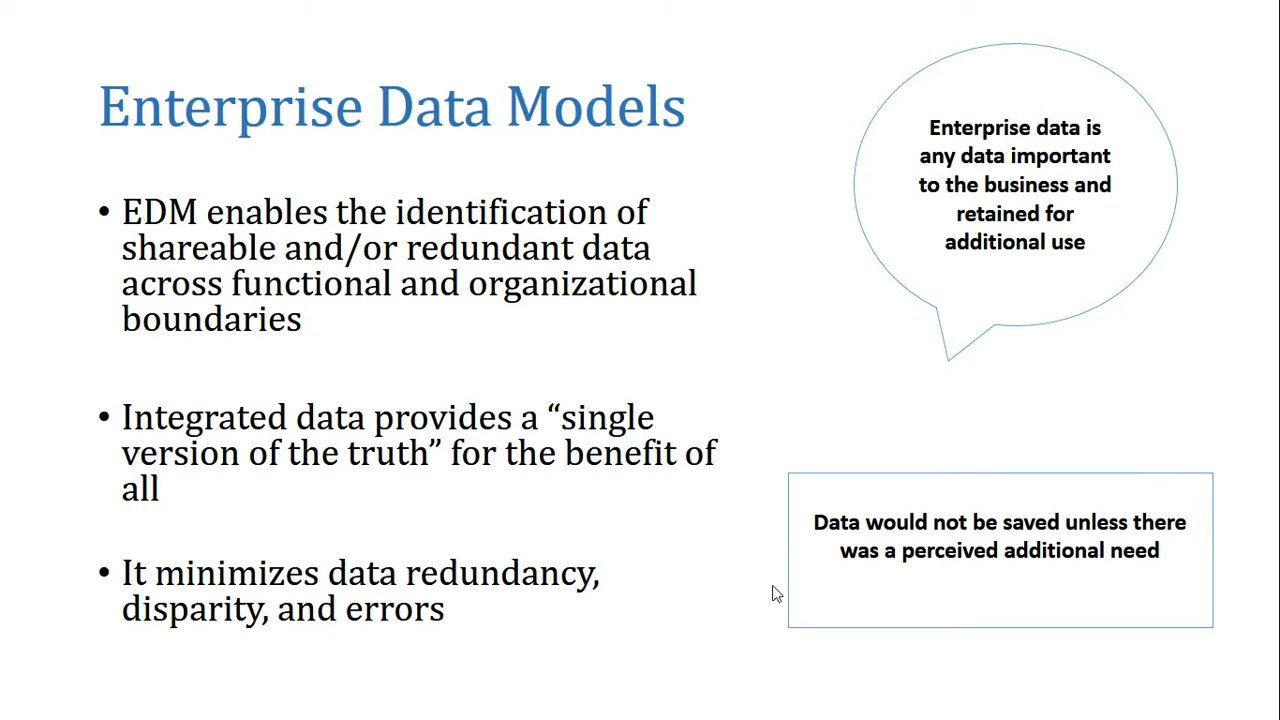 Enterprise Data Models
• EDM enables the identification of
shareable and/or redundant data
across functional and organizational
boundaries
• Integrated data provides a “single
version of the truth” for the benefit of
all
• It minimizes data redundancy,
disparity, and errors
Enterprise data is
any data important
to the business and
retained for
additional use
Data would not be saved unless there
was a perceived additional need